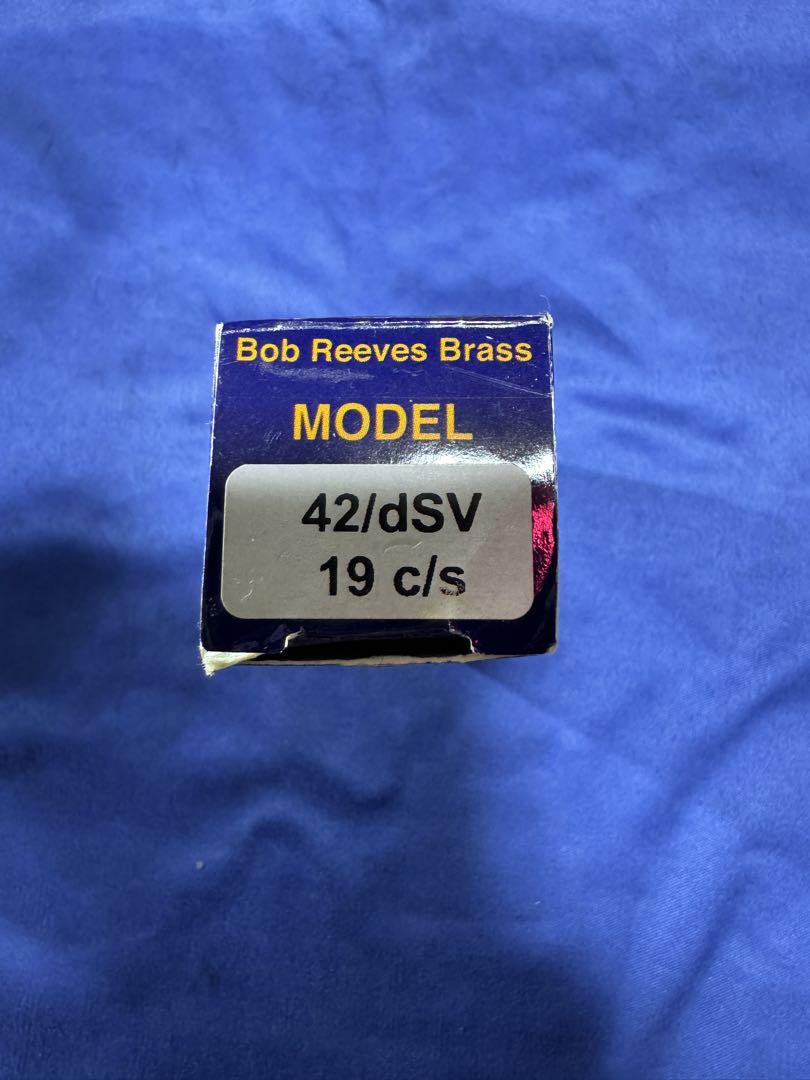 Bob Reeves Brass
MODEL
42/dSV
19 c/s